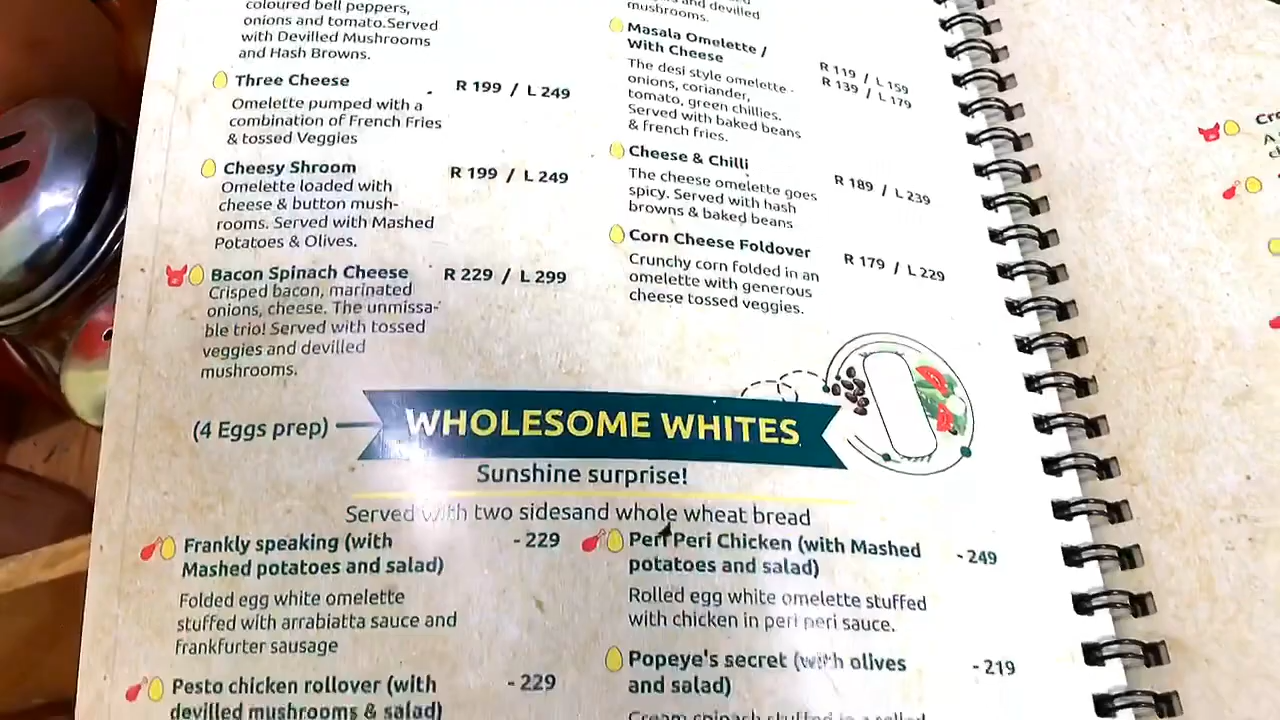 coloured bell peppers,
onions and tomato.Served
with Devilled Mushrooms
and Hash Browns.
Three Cheese
R 199 / L 249
Omelette pumped with a
combination of French Fries
& tossed Veggies
Cheesy Shroom
R 199 / L 249
Omelette loaded with
cheese & button mush-
rooms. Served with Mashed
Potatoes & Olives.
Bacon Spinach Cheese
R 229 / L 299
Crisped bacon, marinated
onions, cheese. The unmissa-
ble trio! Served with tossed
veggies and devilled
mushrooms.
and devilled
mushrooms.
Masala Omelette /
With Cheese
R 119 / L 159
R 139 / L 179
The desi style omelette -
onions, coriander,
tomato, green chillies.
Served with baked beans
& french fries.
Cheese & Chilli
R 189 / L 239
The cheese omelette goes
spicy. Served with hash
browns & baked beans
Corn Cheese Foldover
R 179 / L 229
Crunchy corn folded in an
omelette with generous
cheese tossed veggies.
(4 Eggs prep)
WHOLESOME WHITES
Sunshine surprise!
Served with two sidesand whole wheat bread
Frankly speaking (with
Mashed potatoes and salad)
- 229
Folded egg white omelette
stuffed with arrabiatta sauce and
frankfurter sausage
Pesto chicken rollover (with
devilled mushrooms & salad)
- 229
Peri Peri Chicken (with Mashed
potatoes and salad)
- 249
Rolled egg white omelette stuffed
with chicken in peri peri sauce.
Popeye's secret (with olives
and salad)
- 219